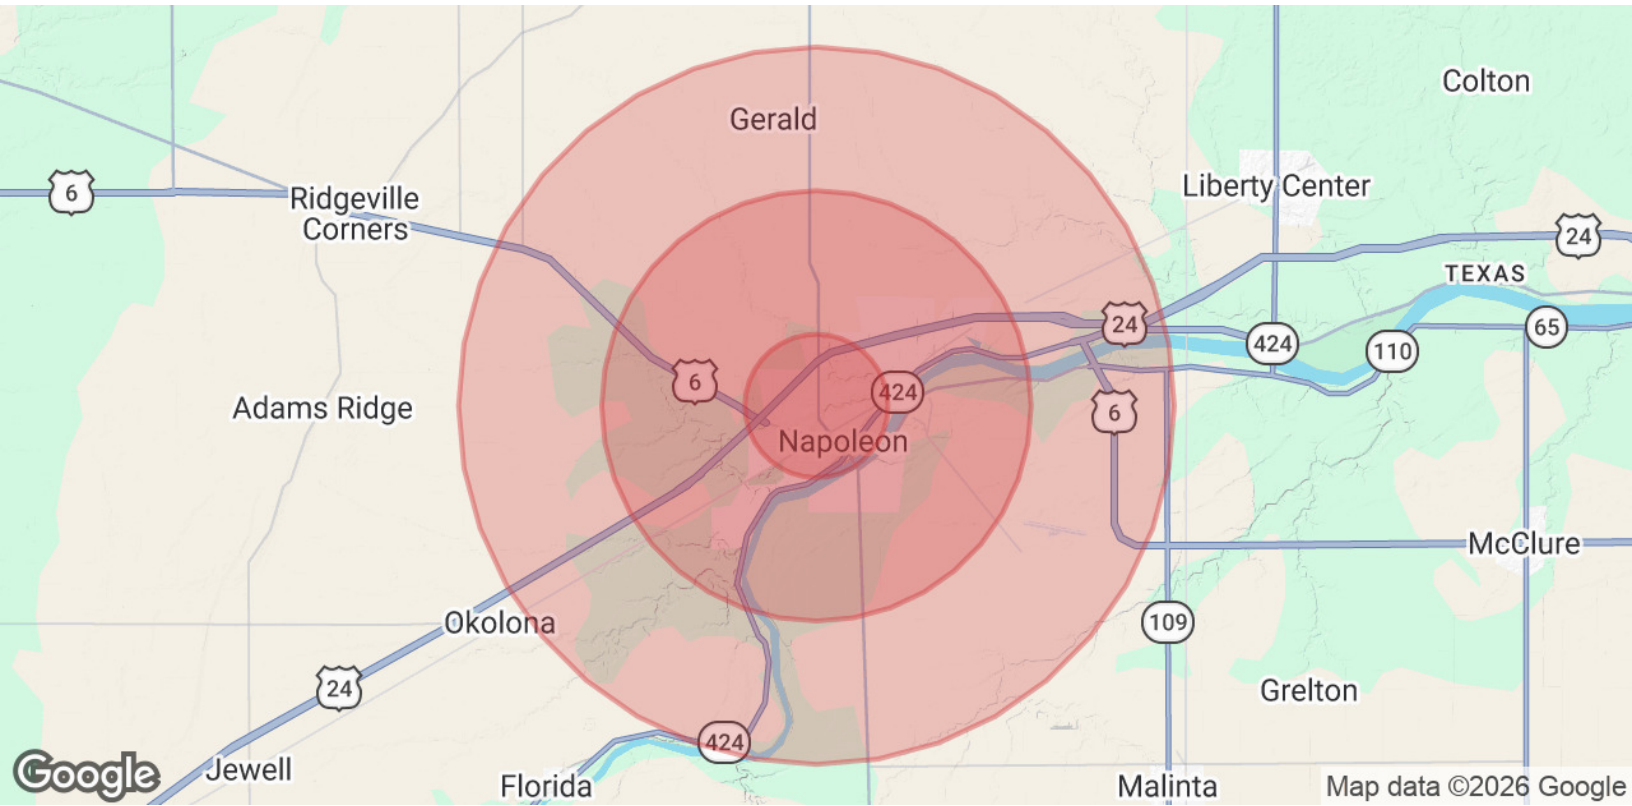 Colton
Gerald
Liberty Center
6
Ridgeville
Corners
24
TEXAS
24
65
424
110
6
424
Adams Ridge
6
Napoleon
McClure
Okolona
109
24
Grelton
424
Google
Jewell
Florida
Malinta
Map data ©2026 Google